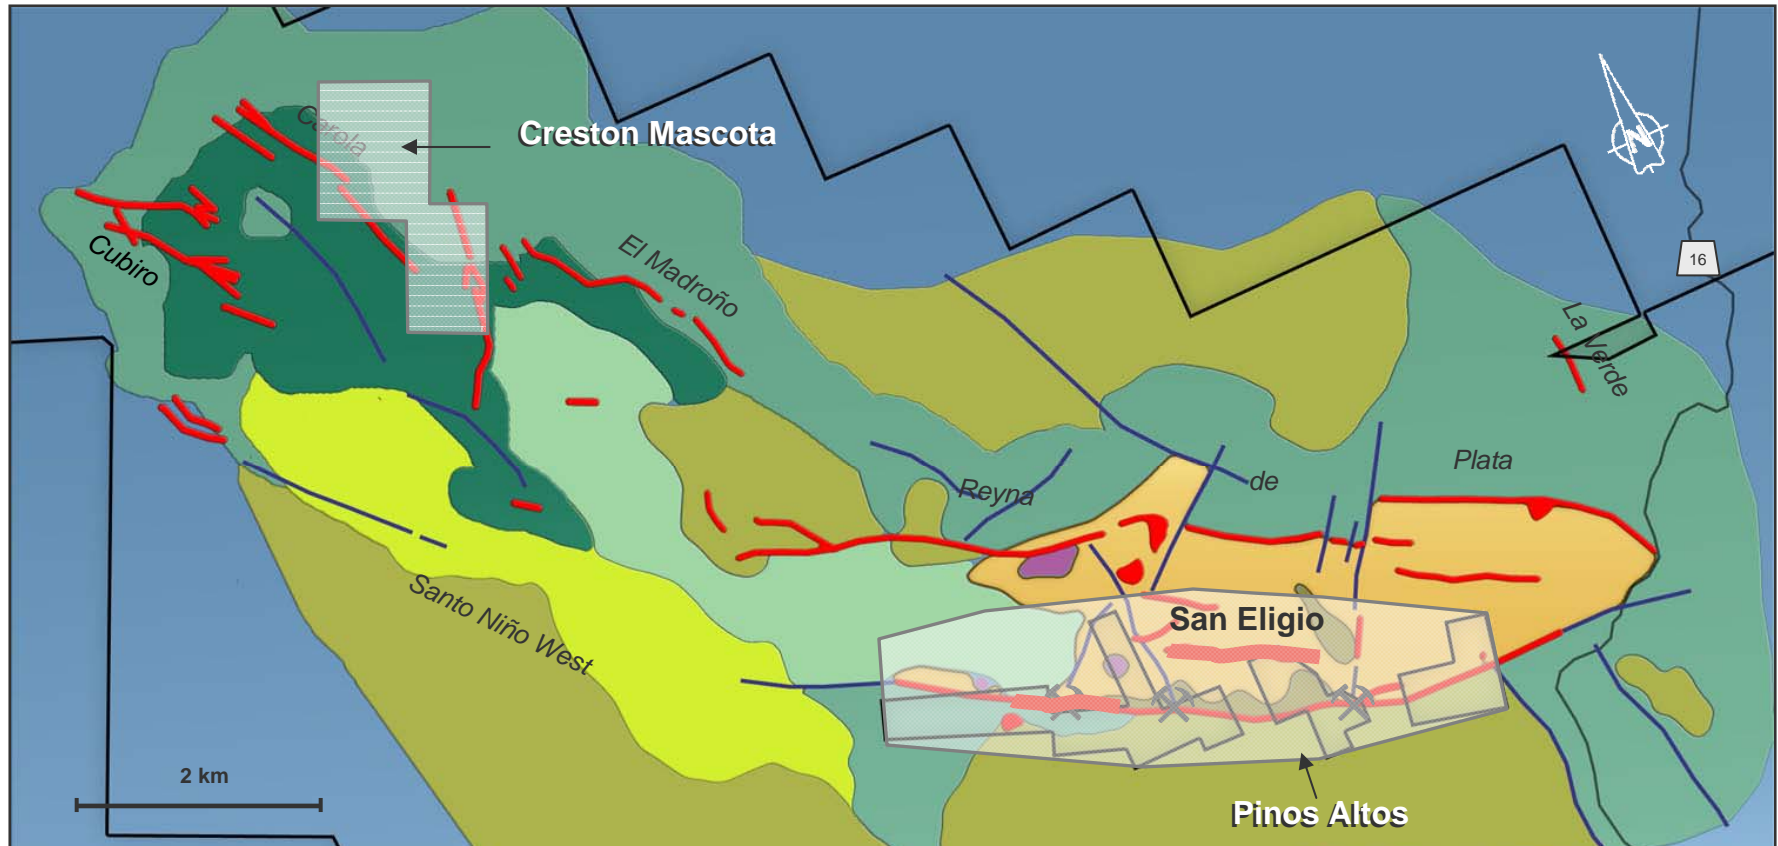 Carola
Creston Mascota
N
Cubiro
El Madroño
16
La Verde
Plata
Reyna
de
Santo Niño West
San Eligio
2 km
Pinos Altos